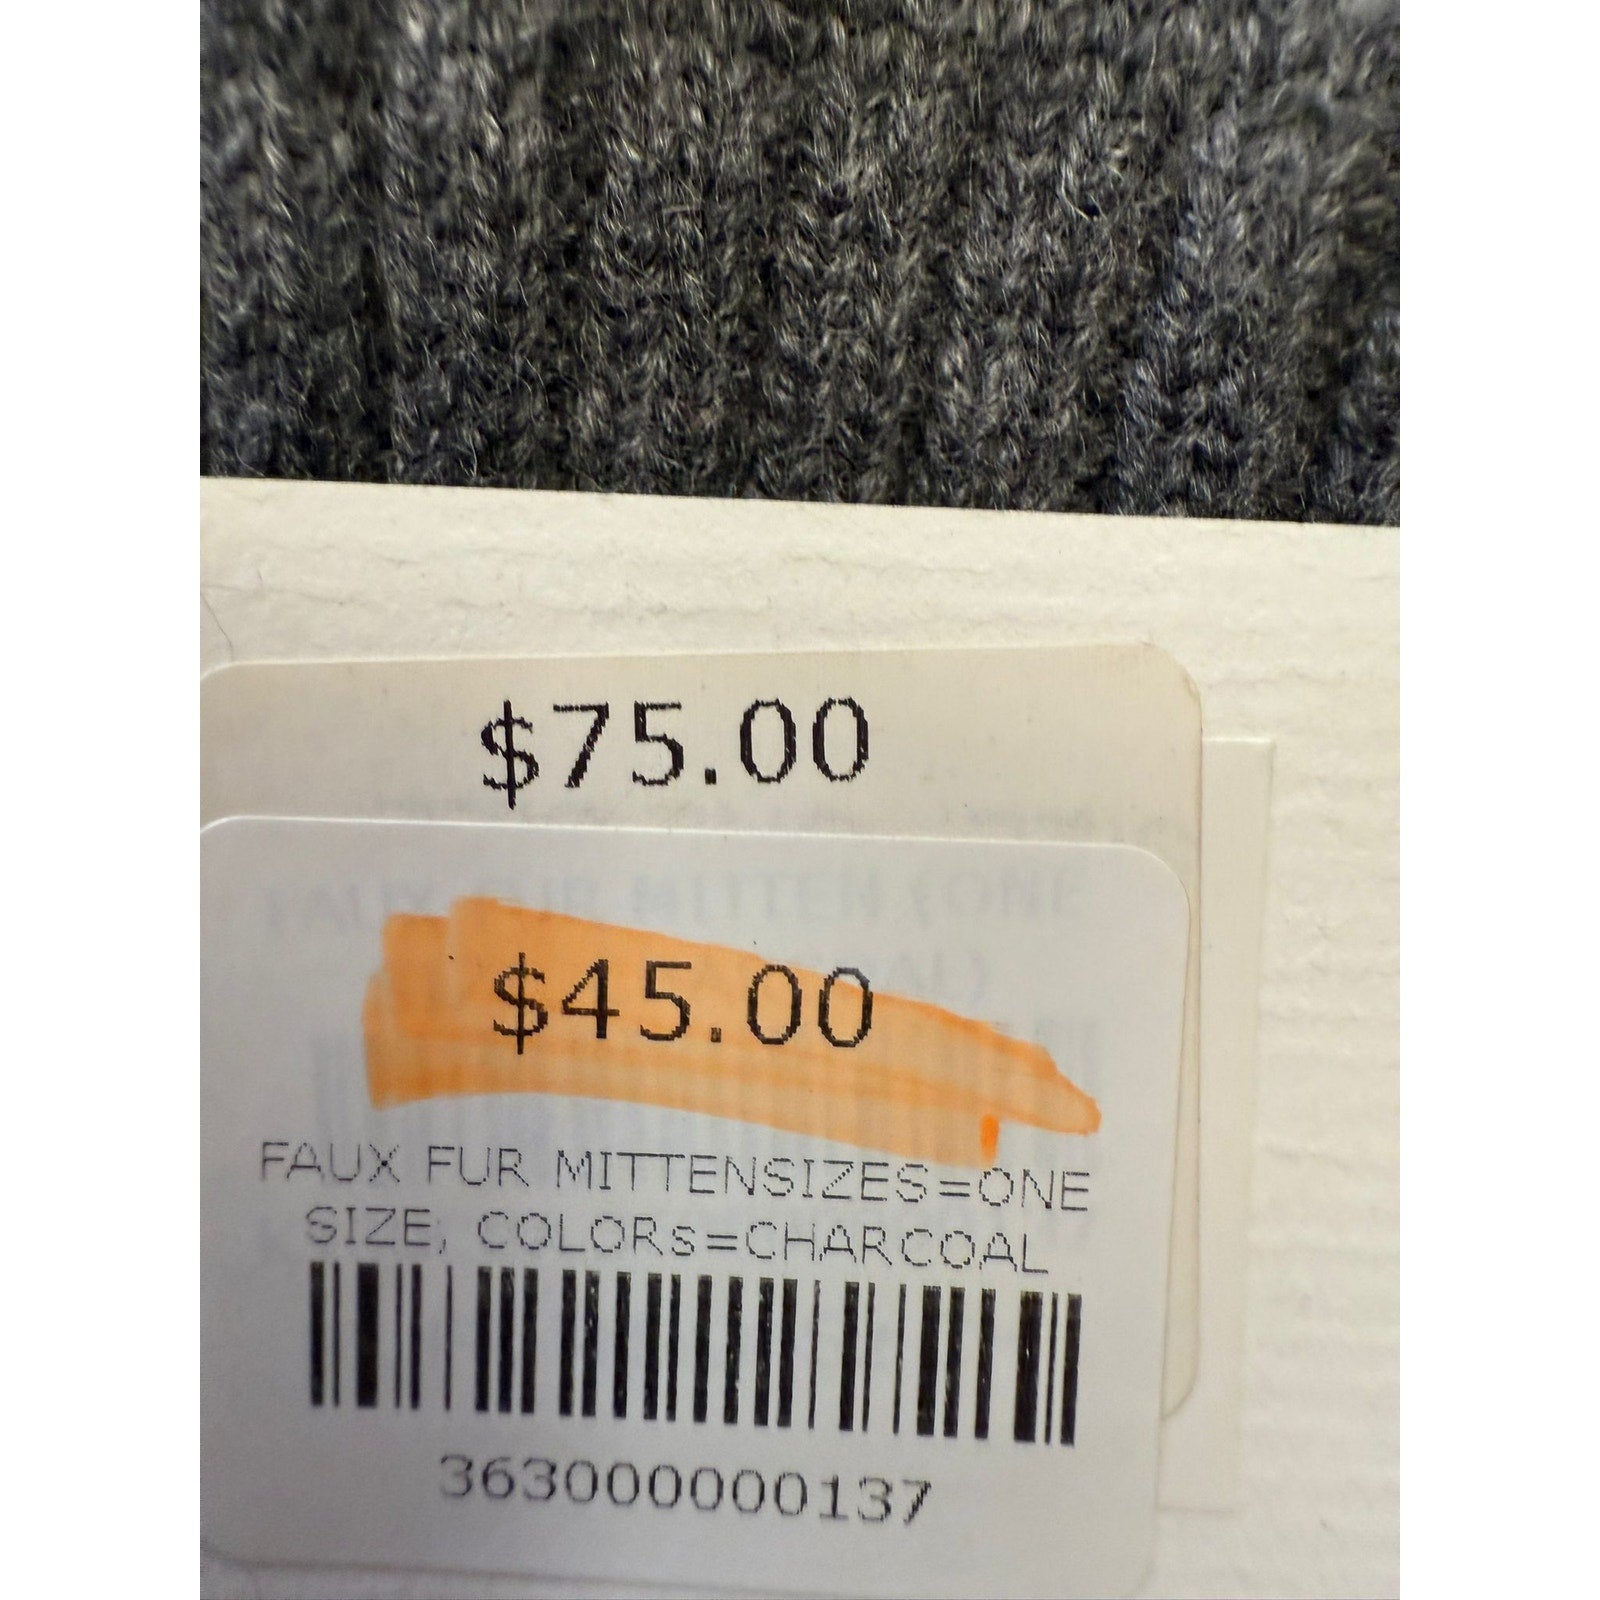 $75.00
$45.00
FAUX FUR MITTENSIZES=ONE
SIZE; COLORs=CHARCOAL
363000000137